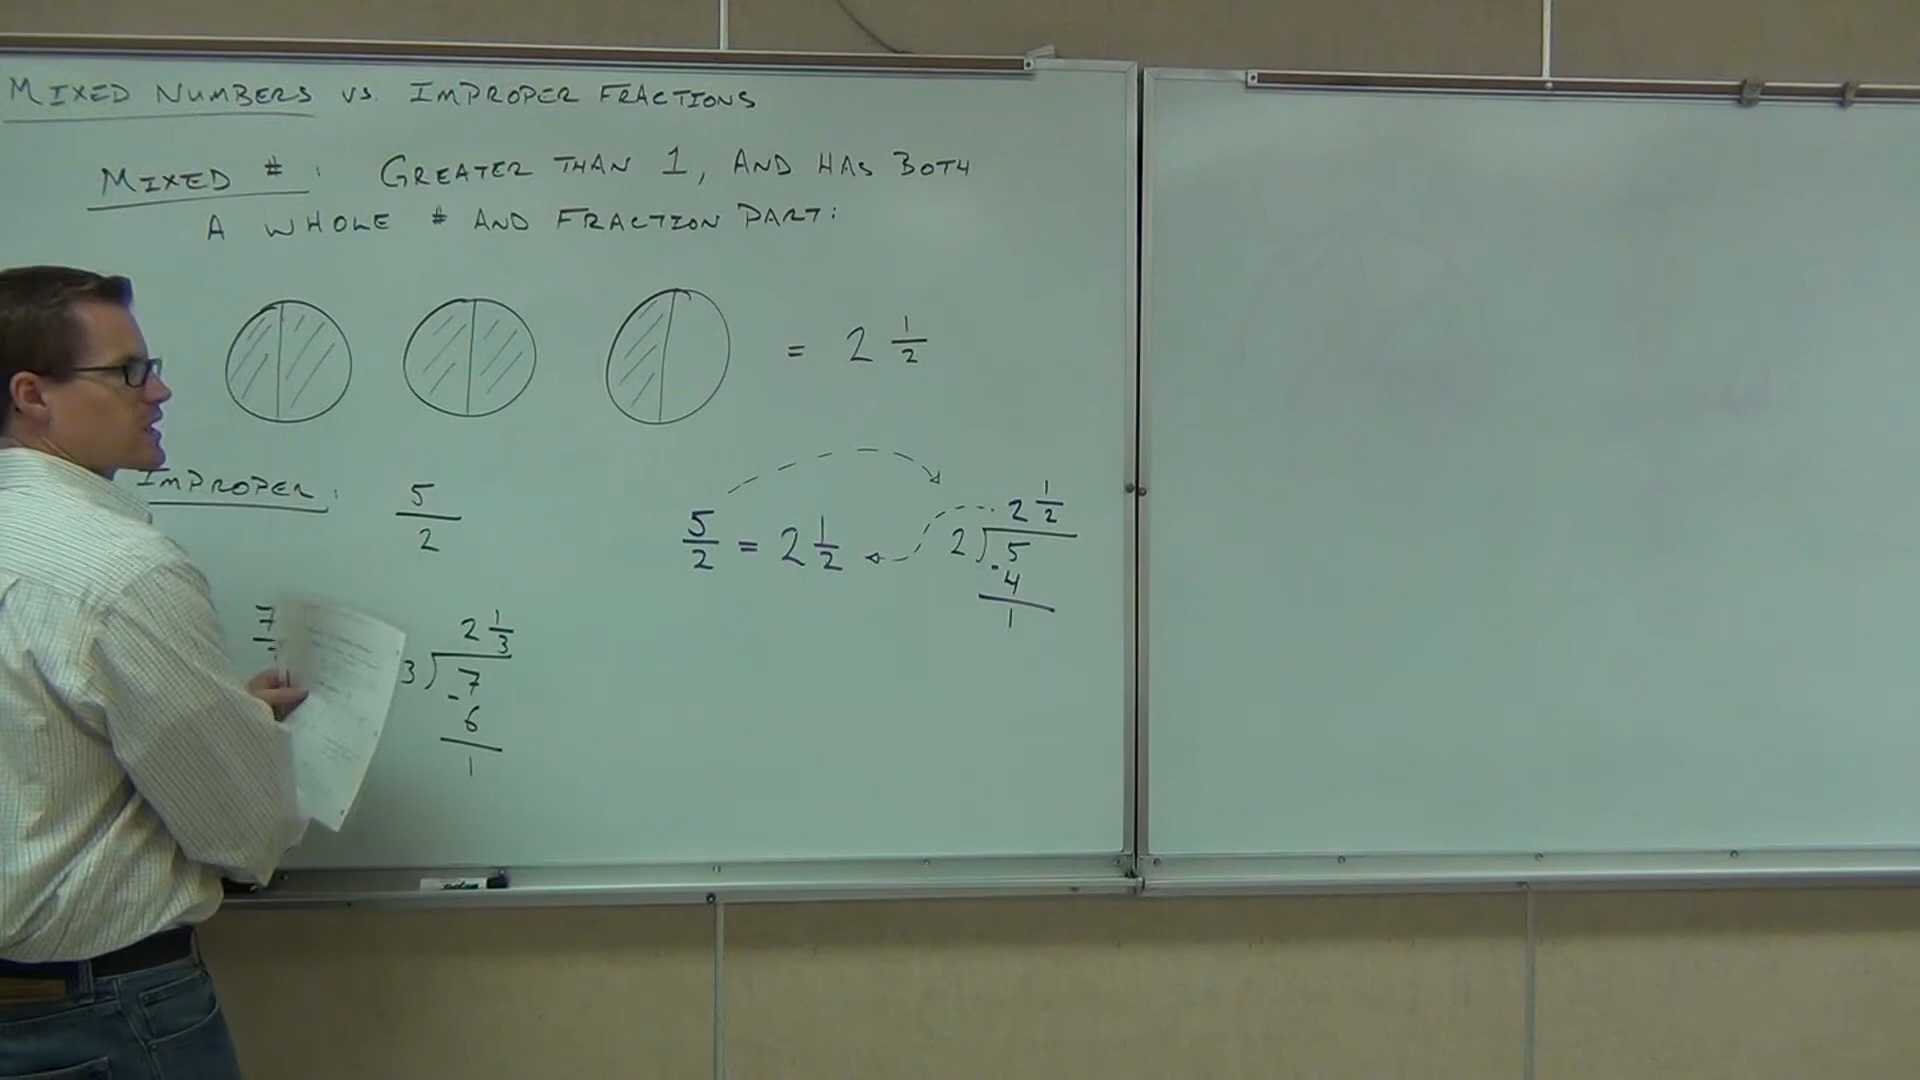 MIXED NUMBERS VS. IMPROPER FRACTIONS
MIXED # : GREATER THAN 1, AND HAS BOTH
A WHOLE # AND FRACTION PART:
= 2 1/2
IMPROPER: 5/2
5/2 = 2 1/2
2 1/2
2 ) 5
- 4
1
7
2 1/3
3 ) 7
- 6
1